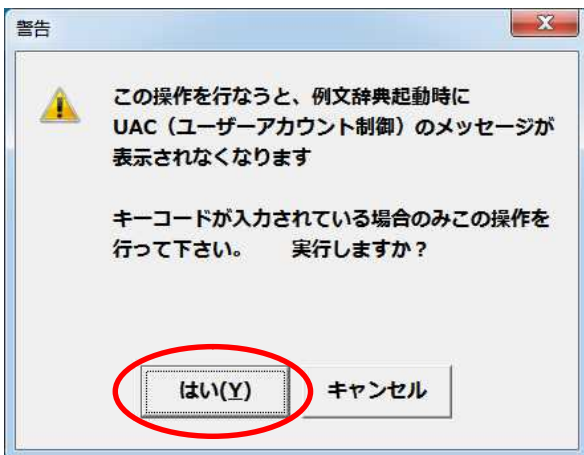 警告
この操作を行なうと、例文辞典起動時に
UAC（ユーザーアカウント制御）のメッセージが
表示されなくなります
キーコードが入力されている場合のみこの操作を
行って下さい。　　実行しますか？
はい(Y)　キャンセル